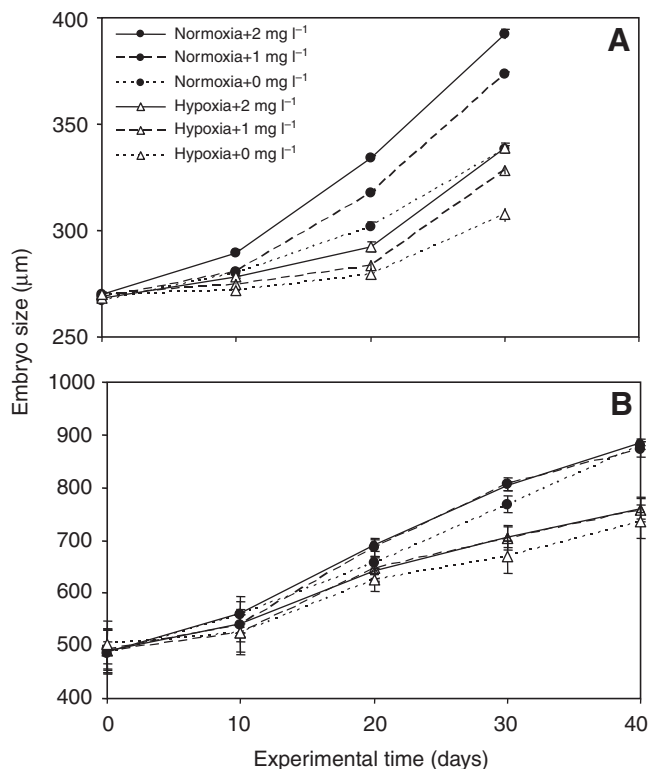 400
350
300
250
A
Normoxia+2 mg l⁻¹
Normoxia+1 mg l⁻¹
Normoxia+0 mg l⁻¹
Hypoxia+2 mg l⁻¹
Hypoxia+1 mg l⁻¹
Hypoxia+0 mg l⁻¹
Embryo size (μm)
1000
900
800
700
600
500
400
B
0 10 20 30 40
Experimental time (days)